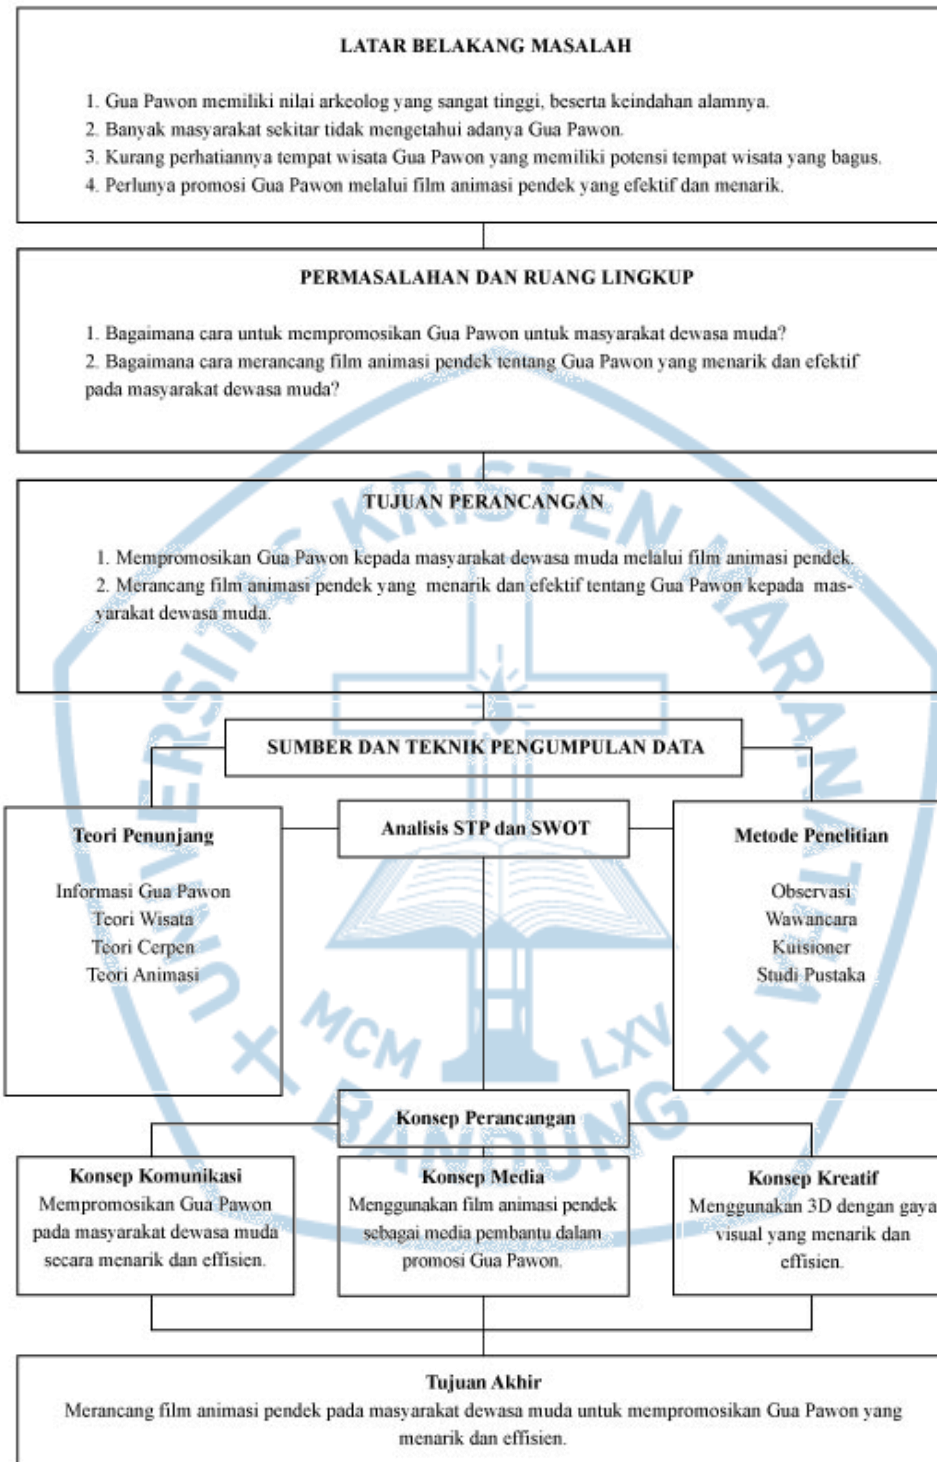 LATAR BELAKANG MASALAH
1. Gua Pawon memiliki nilai arkeolog yang sangat tinggi, beserta keindahan alamnya.
2. Banyak masyarakat sekitar tidak mengetahui adanya Gua Pawon.
3. Kurang perhatiannya tempat wisata Gua Pawon yang memiliki potensi tempat wisata yang bagus.
4. Perlunya promosi Gua Pawon melalui film animasi pendek yang efektif dan menarik.
PERMASALAHAN DAN RUANG LINGKUP
1. Bagaimana cara untuk mempromosikan Gua Pawon untuk masyarakat dewasa muda?
2. Bagaimana cara merancang film animasi pendek tentang Gua Pawon yang menarik dan efektif
pada masyarakat dewasa muda?
TUJUAN PERANCANGAN
1. Mempromosikan Gua Pawon kepada masyarakat dewasa muda melalui film animasi pendek.
2. Merancang film animasi pendek yang menarik dan efektif tentang Gua Pawon kepada mas-
yarakat dewasa muda.
SUMBER DAN TEKNIK PENGUMPULAN DATA
Teori Penunjang
Informasi Gua Pawon
Teori Wisata
Teori Cerpen
Teori Animasi
Analisis STP dan SWOT
Metode Penelitian
Observasi
Wawancara
Kuisioner
Studi Pustaka
Konsep Perancangan
Konsep Komunikasi
Mempromosikan Gua Pawon
pada masyarakat dewasa muda
secara menarik dan effisien.
Konsep Media
Menggunakan film animasi pendek
sebagai media pembantu dalam
promosi Gua Pawon.
Konsep Kreatif
Menggunakan 3D dengan gaya
visual yang menarik dan
effisien.
Tujuan Akhir
Merancang film animasi pendek pada masyarakat dewasa muda untuk mempromosikan Gua Pawon yang
menarik dan effisien.
UNIVERSITAS KRISTEN MARANATHA
MCM LXV
BANDUNG